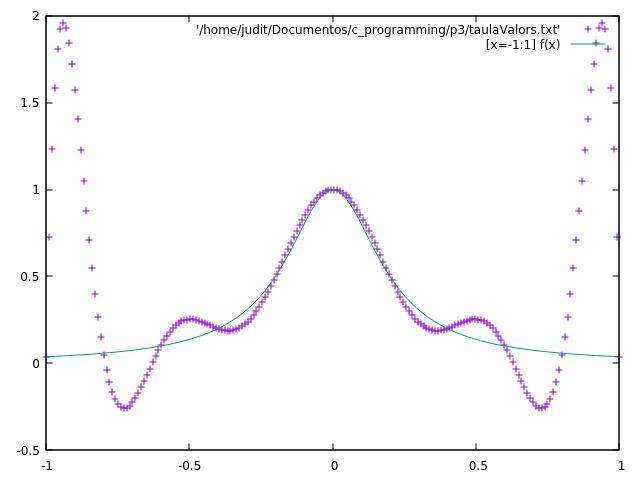 2
'/home/judit/Documentos/c_programming/p3/taulaValors.txt'
[x=-1:1] f(x)
1.5
1
0.5
0
-0.5
-1 -0.5 0 0.5 1